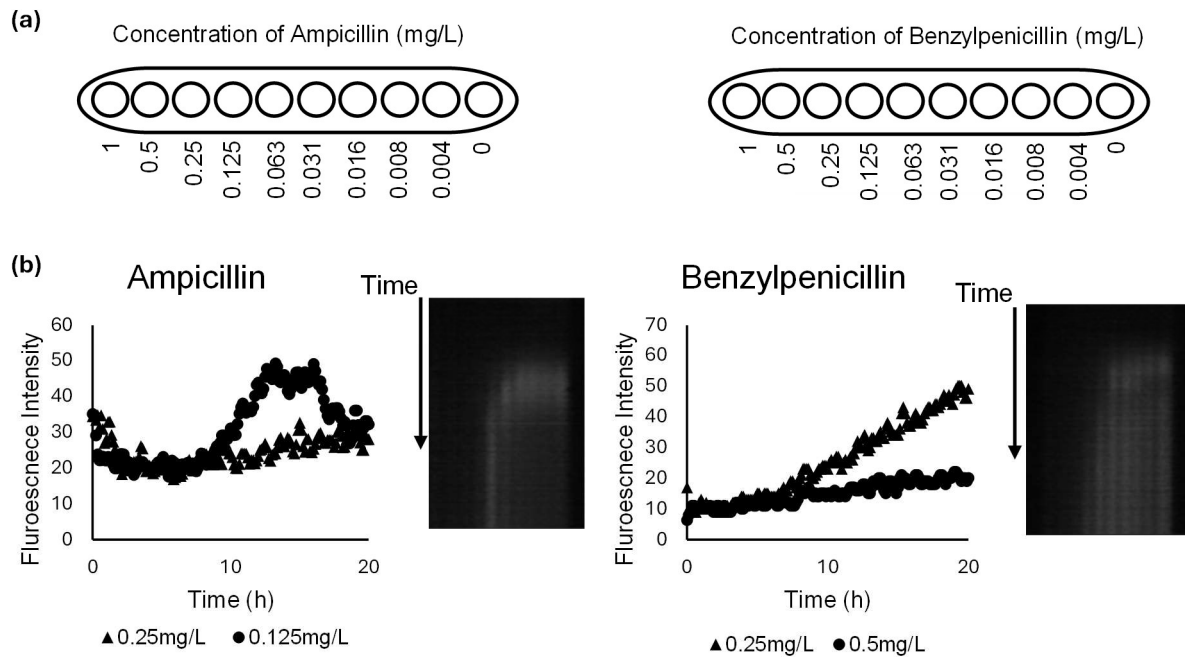 (a)
Concentration of Ampicillin (mg/L)
1 0.5 0.25 0.125 0.063 0.031 0.016 0.008 0.004 0
Concentration of Benzylpenicillin (mg/L)
1 0.5 0.25 0.125 0.063 0.031 0.016 0.008 0.004 0
(b)
Ampicillin
Time
Fluroescnece Intensity
60
50
40
30
20
10
0
0 10 20
Time (h)
▲0.25mg/L ●0.125mg/L
Benzylpenicillin
Time
Fluroescnece Intensity
70
60
50
40
30
20
10
0
0 10 20
Time (h)
▲0.25mg/L ●0.5mg/L